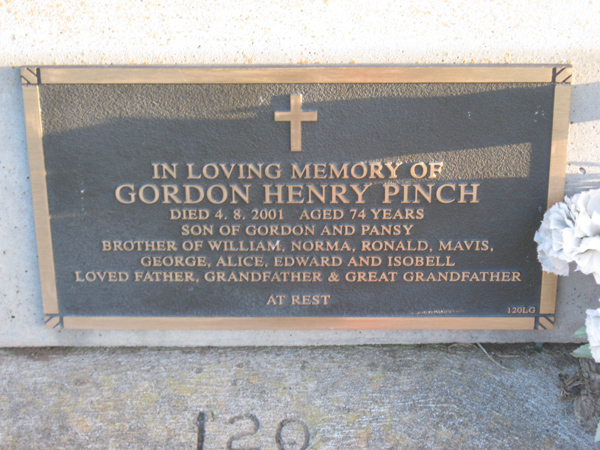 IN LOVING MEMORY OF
GORDON HENRY PINCH
DIED 4. 8. 2001 AGED 74 YEARS
SON OF GORDON AND PANSY
BROTHER OF WILLIAM, NORMA, RONALD, MAVIS,
GEORGE, ALICE, EDWARD AND ISOBELL
LOVED FATHER, GRANDFATHER & GREAT GRANDFATHER
AT REST
120LG
120